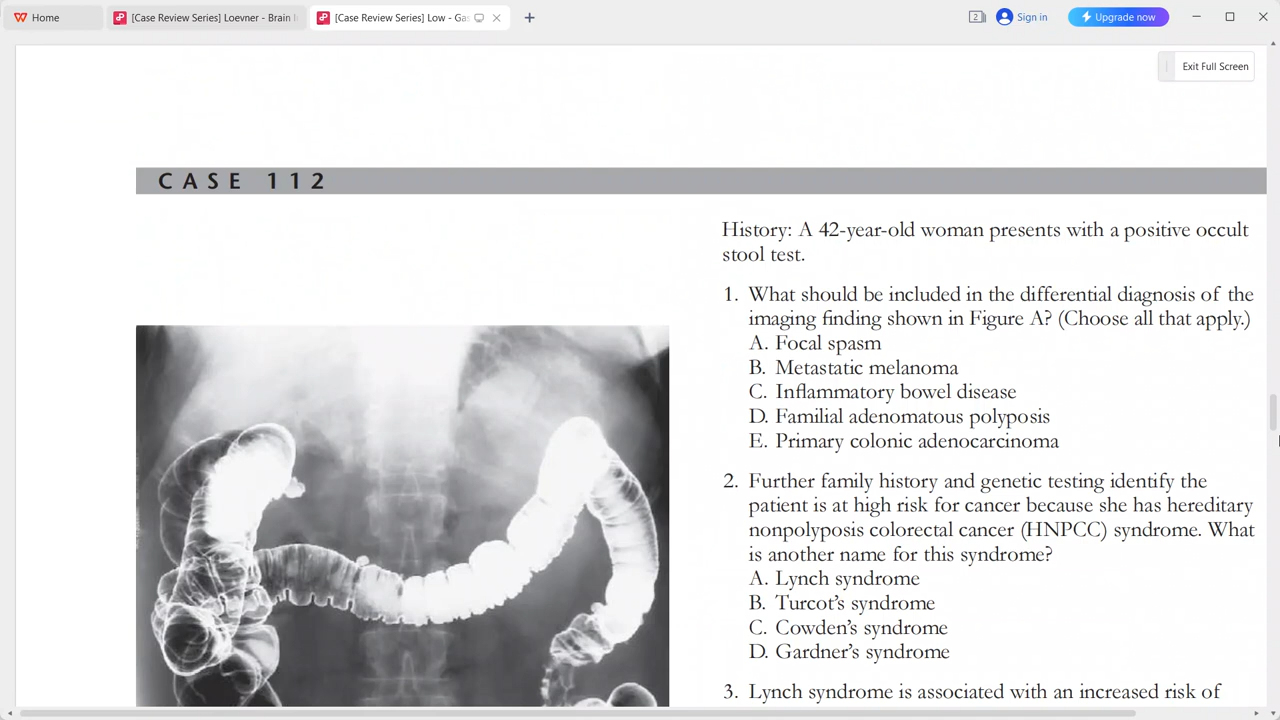 Home
[Case Review Series] Loevner - Brain
[Case Review Series] Low - Gas
2
Sign in
Upgrade now
Exit Full Screen
CASE 112
History: A 42-year-old woman presents with a positive occult
stool test.
1. What should be included in the differential diagnosis of the
imaging finding shown in Figure A? (Choose all that apply.)
A. Focal spasm
B. Metastatic melanoma
C. Inflammatory bowel disease
D. Familial adenomatous polyposis
E. Primary colonic adenocarcinoma
2. Further family history and genetic testing identify the
patient is at high risk for cancer because she has hereditary
nonpolyposis colorectal cancer (HNPCC) syndrome. What
is another name for this syndrome?
A. Lynch syndrome
B. Turcot’s syndrome
C. Cowden’s syndrome
D. Gardner’s syndrome
3. Lynch syndrome is associated with an increased risk of